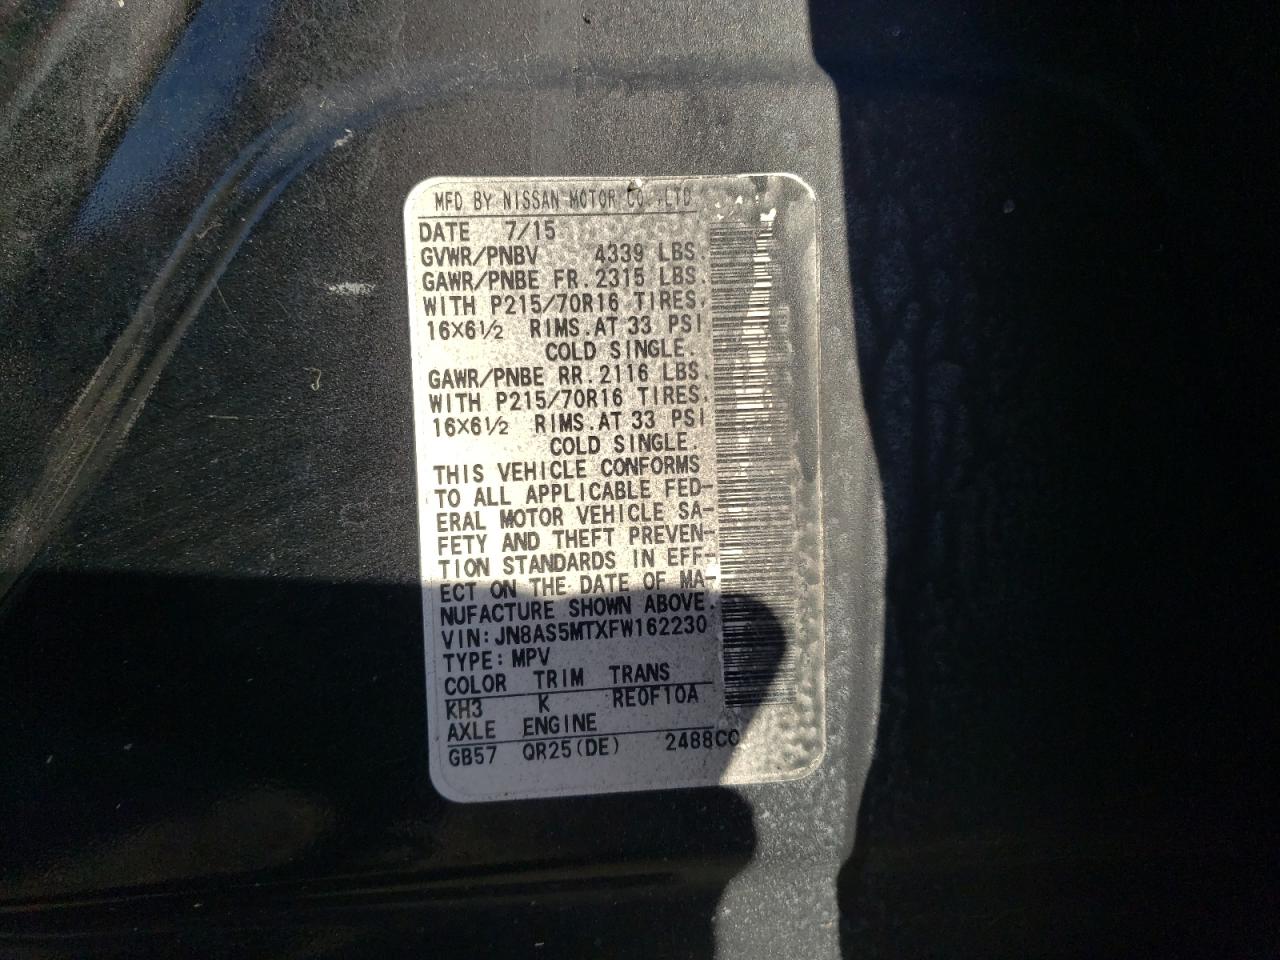 MFD BY NISSAN MOTOR CO.,LTD
DATE 7/15
GVWR/PNBV 4339 LBS.
GAWR/PNBE FR. 2315 LBS.
WITH P215/70R16 TIRES.
16X6½ RIMS. AT 33 PSI
COLD SINGLE.
GAWR/PNBE RR. 2116 LBS.
WITH P215/70R16 TIRES.
16X6½ RIMS. AT 33 PSI
COLD SINGLE.
THIS VEHICLE CONFORMS
TO ALL APPLICABLE FED-
ERAL MOTOR VEHICLE SA-
FETY AND THEFT PREVEN-
TION STANDARDS IN EFF-
ECT ON THE DATE OF MA-
NUFACTURE SHOWN ABOVE.
VIN: JN8AS5MTXFW162230
TYPE: MPV
COLOR TRIM TRANS
KH3 K RE0F10A
AXLE ENGINE
GB57 QR25(DE) 2488CC